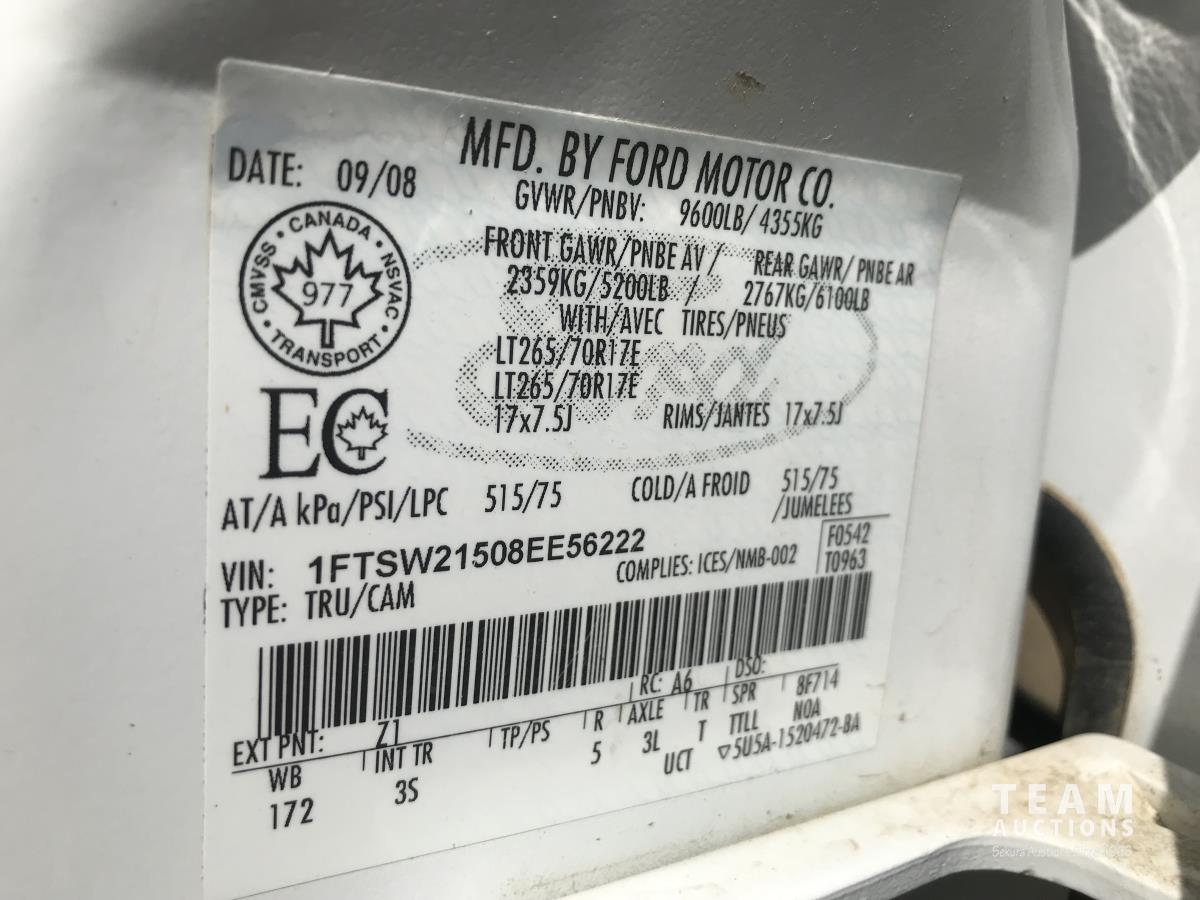 MFD. BY FORD MOTOR CO.
DATE: 09/08
GVWR/PNBV: 9600LB/ 4355KG
CANADA
CMVSS
NSVAC
977
TRANSPORT
FRONT GAWR/PNBE AV / REAR GAWR/ PNBE AR
2359KG/5200LB / 2767KG/6100LB
WITH/AVEC TIRES/PNEUS
LT265/70R17E
LT265/70R17E
17x7.5J RIMS/JANTES 17x7.5J
EC
AT/A kPa/PSI/LPC 515/75 COLD/A FROID 515/75
/JUMELEES
VIN: 1FTSW21508EE56222
COMPLIES: ICES/NMB-002
F0542
T0963
TYPE: TRU/CAM
EXT PNT: Z1 RC: A6 DSO:
WB INT TR TP/PS R AXLE TR SPR 8F714
172 3S 5 3L T TTLL NOA
UCT ▽5U5A-1520472-BA
TEAM
AUCTIONS